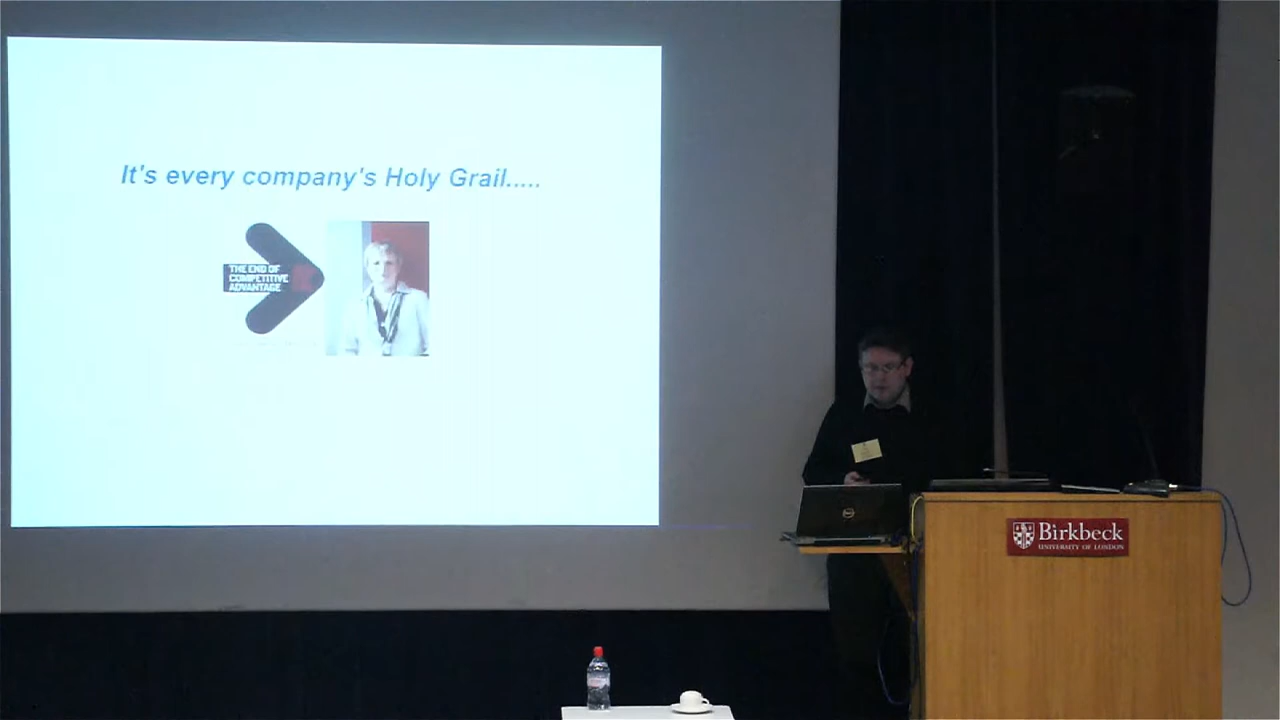 It's every company's Holy Grail.....
THE END OF
COMPETITIVE
ADVANTAGE
Birkbeck
UNIVERSITY OF LONDON